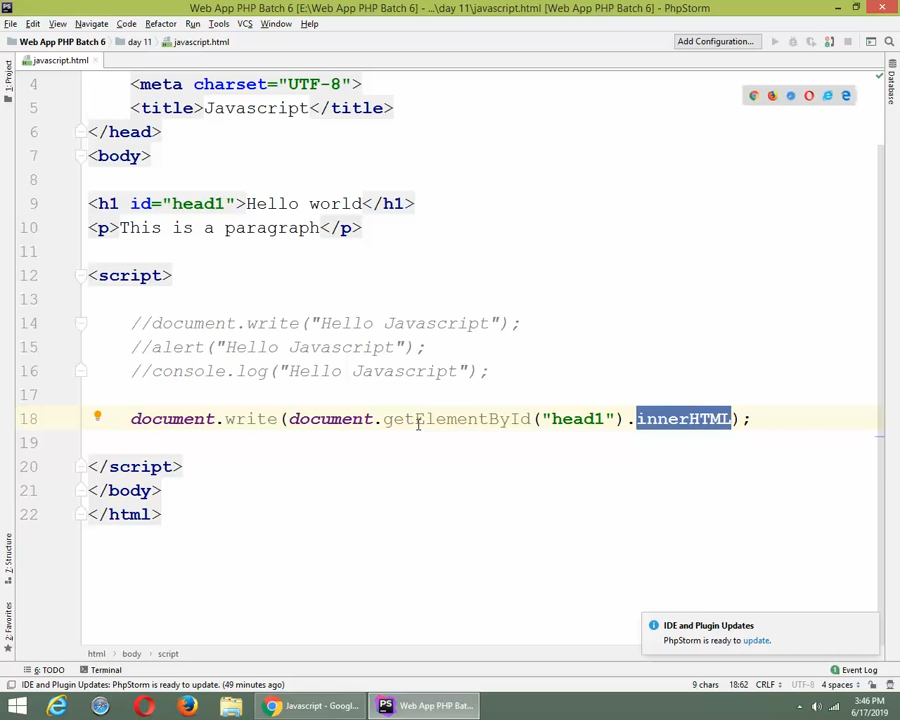 Web App PHP Batch 6 [E:\Web App PHP Batch 6] - ...\day 11\javascript.html - PhpStorm
File Edit View Navigate Code Refactor Run Tools VCS Window Help
Web App PHP Batch 6 day 11 javascript.html Add Configuration...
javascript.html
1: Project
Database
4 <meta charset="UTF-8">
5 <title>Javascript</title>
6 </head>
7 <body>
8
9 <h1 id="head1">Hello world</h1>
10 <p>This is a paragraph</p>
11
12 <script>
13
14 //document.write("Hello Javascript");
15 //alert("Hello Javascript");
16 //console.log("Hello Javascript");
17
18 document.write(document.getElementById("head1").innerHTML);
20 </script>
21 </body>
22 </html>
7: Structure
2: Favorites
IDE and Plugin Updates
PhpStorm is ready to update.
html body script
6: TODO Terminal Event Log
IDE and Plugin Updates: PhpStorm is ready to update. (49 minutes ago) 9 chars 18:62 CRLF UTF-8 4 spaces
Javascript - Googl... Web App PHP Bat...
3:46 PM
6/17/2019